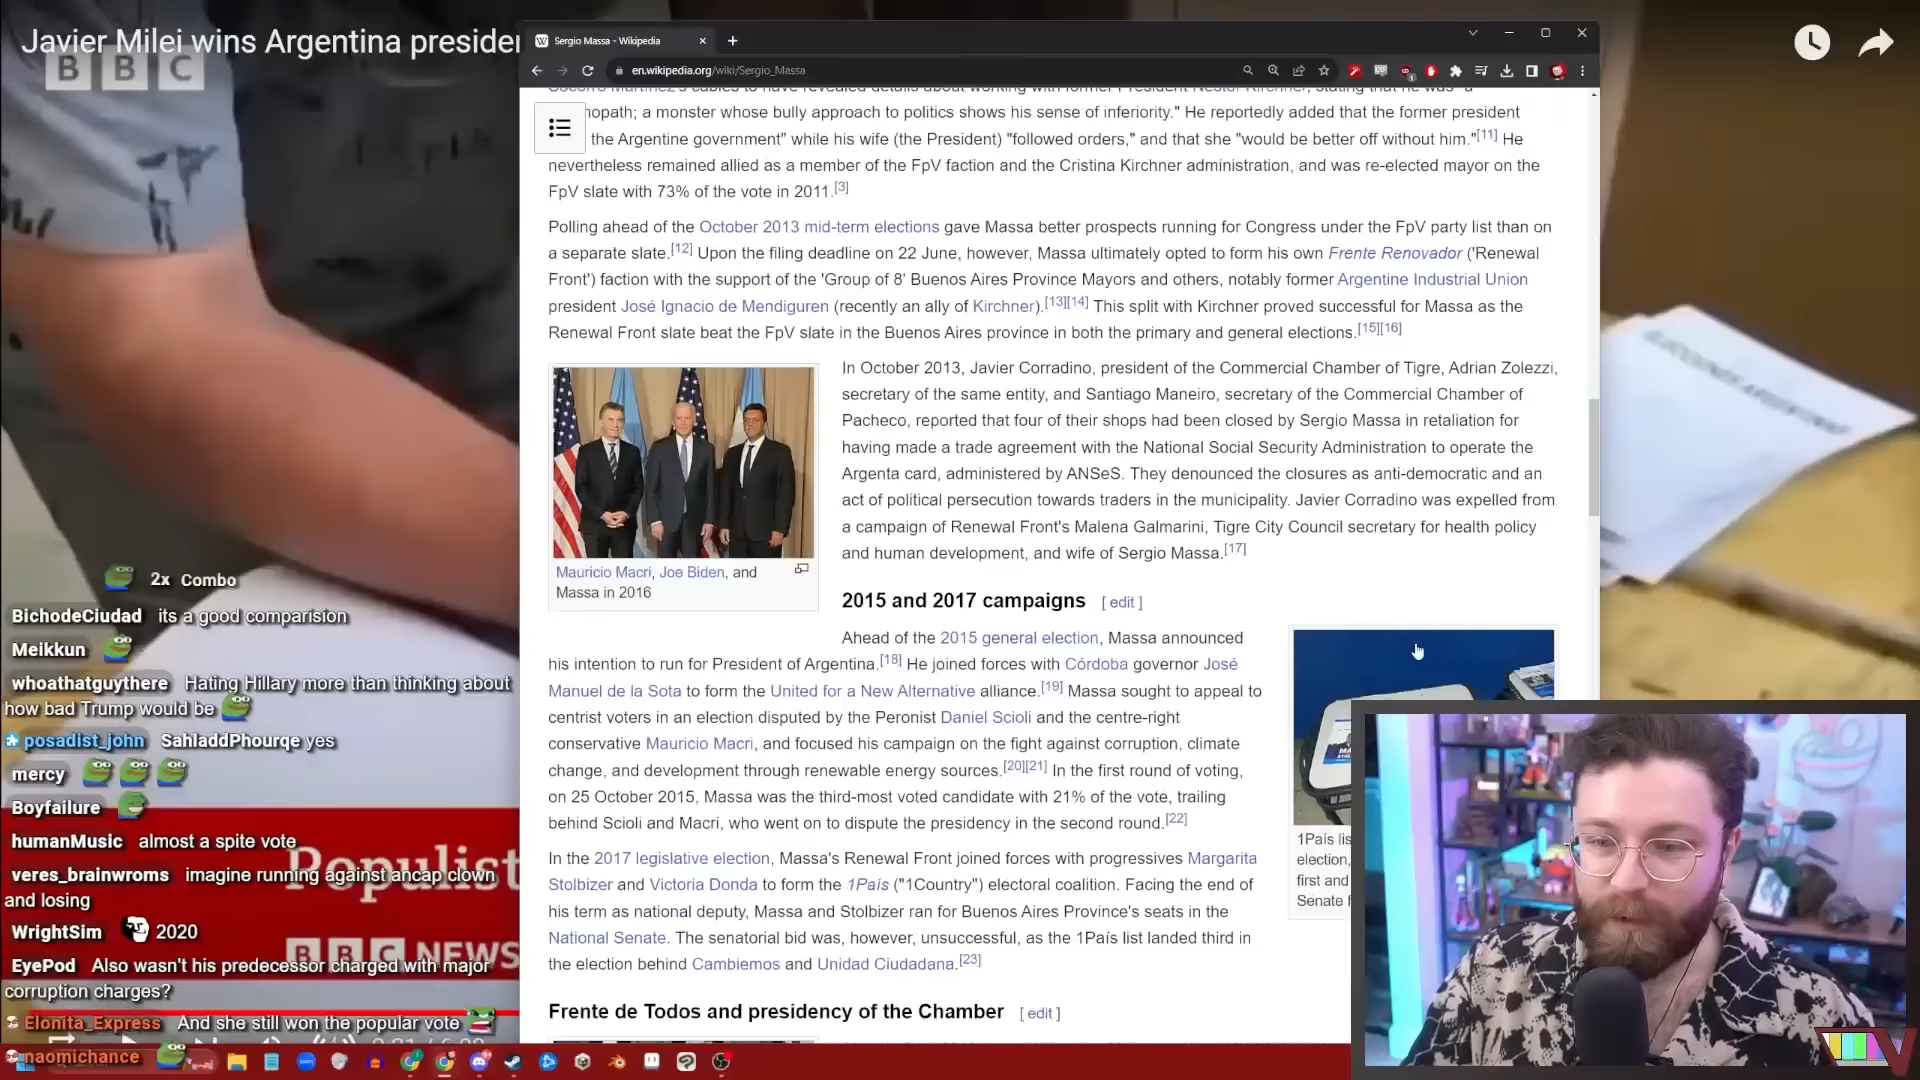 Javier Milei wins Argentina presiden
BBC
Sergio Massa - Wikipedia
en.wikipedia.org/wiki/Sergio_Massa
Socorro Martínez's cables to have revealed details about working with former President Néstor Kirchner, stating that he was "a
nopath; a monster whose bully approach to politics shows his sense of inferiority." He reportedly added that the former president
the Argentine government" while his wife (the President) "followed orders," and that she "would be better off without him."[11] He
nevertheless remained allied as a member of the FpV faction and the Cristina Kirchner administration, and was re-elected mayor on the
FpV slate with 73% of the vote in 2011.[3]
Polling ahead of the October 2013 mid-term elections gave Massa better prospects running for Congress under the FpV party list than on
a separate slate.[12] Upon the filing deadline on 22 June, however, Massa ultimately opted to form his own Frente Renovador ('Renewal
Front') faction with the support of the 'Group of 8' Buenos Aires Province Mayors and others, notably former Argentine Industrial Union
president José Ignacio de Mendiguren (recently an ally of Kirchner).[13][14] This split with Kirchner proved successful for Massa as the
Renewal Front slate beat the FpV slate in the Buenos Aires province in both the primary and general elections.[15][16]
In October 2013, Javier Corradino, president of the Commercial Chamber of Tigre, Adrian Zolezzi,
secretary of the same entity, and Santiago Maneiro, secretary of the Commercial Chamber of
Pacheco, reported that four of their shops had been closed by Sergio Massa in retaliation for
having made a trade agreement with the National Social Security Administration to operate the
Argenta card, administered by ANSeS. They denounced the closures as anti-democratic and an
act of political persecution towards traders in the municipality. Javier Corradino was expelled from
a campaign of Renewal Front's Malena Galmarini, Tigre City Council secretary for health policy
and human development, and wife of Sergio Massa.[17]
Mauricio Macri, Joe Biden, and
Massa in 2016
2015 and 2017 campaigns [ edit ]
Ahead of the 2015 general election, Massa announced
his intention to run for President of Argentina.[18] He joined forces with Córdoba governor José
Manuel de la Sota to form the United for a New Alternative alliance.[19] Massa sought to appeal to
centrist voters in an election disputed by the Peronist Daniel Scioli and the centre-right
conservative Mauricio Macri, and focused his campaign on the fight against corruption, climate
change, and development through renewable energy sources.[20][21] In the first round of voting,
on 25 October 2015, Massa was the third-most voted candidate with 21% of the vote, trailing
behind Scioli and Macri, who went on to dispute the presidency in the second round.[22]
In the 2017 legislative election, Massa's Renewal Front joined forces with progressives Margarita
Stolbizer and Victoria Donda to form the 1País ("1Country") electoral coalition. Facing the end of
his term as national deputy, Massa and Stolbizer ran for Buenos Aires Province's seats in the
National Senate. The senatorial bid was, however, unsuccessful, as the 1País list landed third in
the election behind Cambiemos and Unidad Ciudadana.[23]
1País lis
election,
first and
Senate f
Frente de Todos and presidency of the Chamber [ edit ]
2x Combo
BichodeCiudad its a good comparision
Meikkun
whoathatguythere Hating Hillary more than thinking about
how bad Trump would be
posadist_john SahladdPhourqe yes
mercy
Boyfailure
humanMusic almost a spite vote
veres_brainwroms imagine running against ancap clown
and losing
WrightSim 2020
EyePod Also wasn't his predecessor charged with major
corruption charges?
Elonita_Express And she still won the popular vote
naomichance
Populist
BBC NEWS